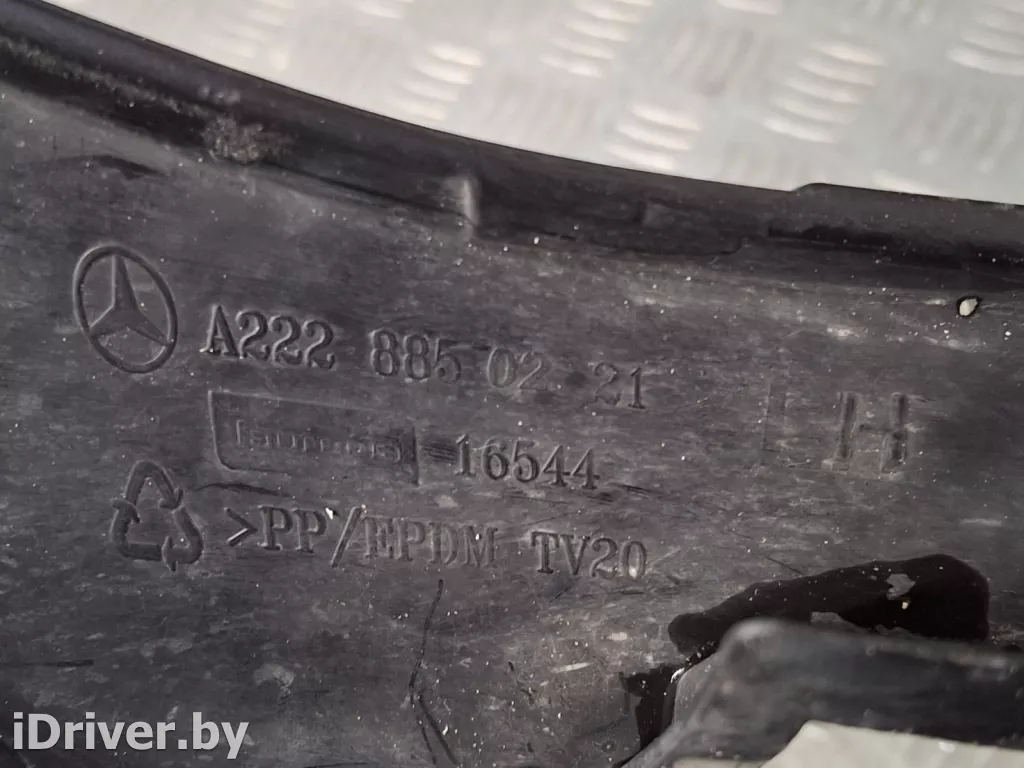 A222 885 02 21
LH
16544
>PP/EPDM TV20
iDriver.by